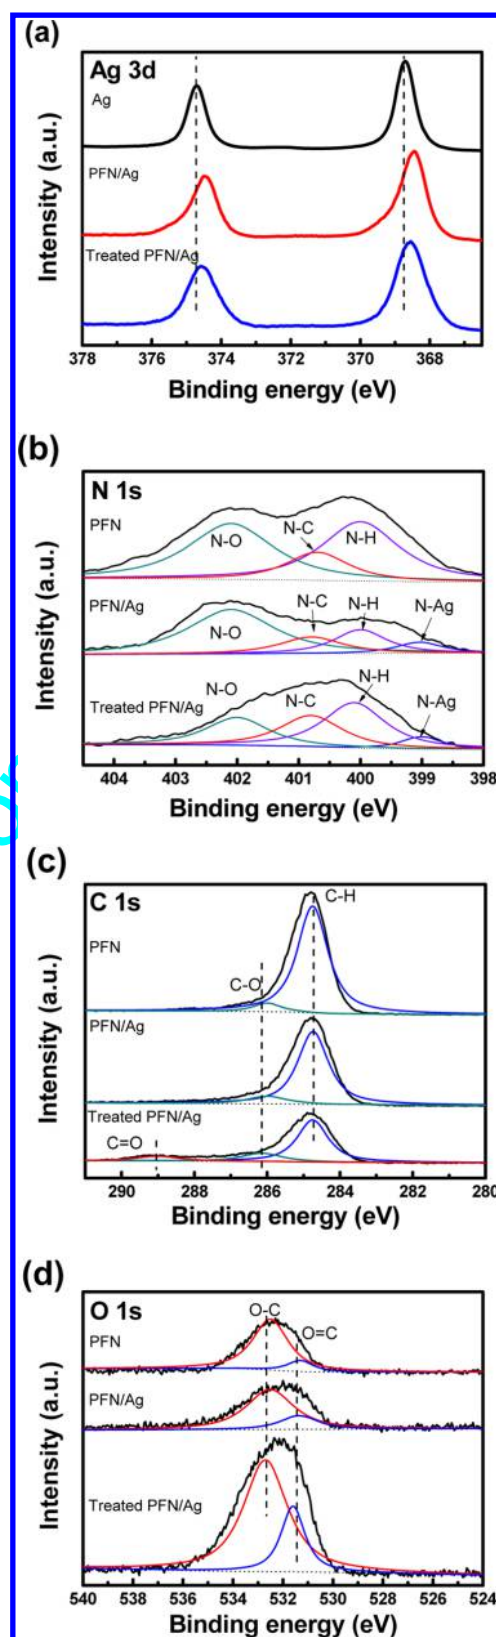 (a)
Ag 3d
Ag
PFN/Ag
Treated PFN/Ag
Intensity (a.u.)
378 376 374 372 370 368
Binding energy (eV)
(b)
N 1s
PFN
N-O
N-C
N-H
PFN/Ag
N-O
N-C
N-H
N-Ag
Treated PFN/Ag
N-O
N-C
N-H
N-Ag
Intensity (a.u.)
404 403 402 401 400 399 398
Binding energy (eV)
(c)
C 1s
C-H
PFN
C-O
PFN/Ag
Treated PFN/Ag
C=O
Intensity (a.u.)
290 288 286 284 282 280
Binding energy (eV)
(d)
O 1s
O-C
O=C
PFN
PFN/Ag
Treated PFN/Ag
Intensity (a.u.)
540 538 536 534 532 530 528 526 524
Binding energy (eV)